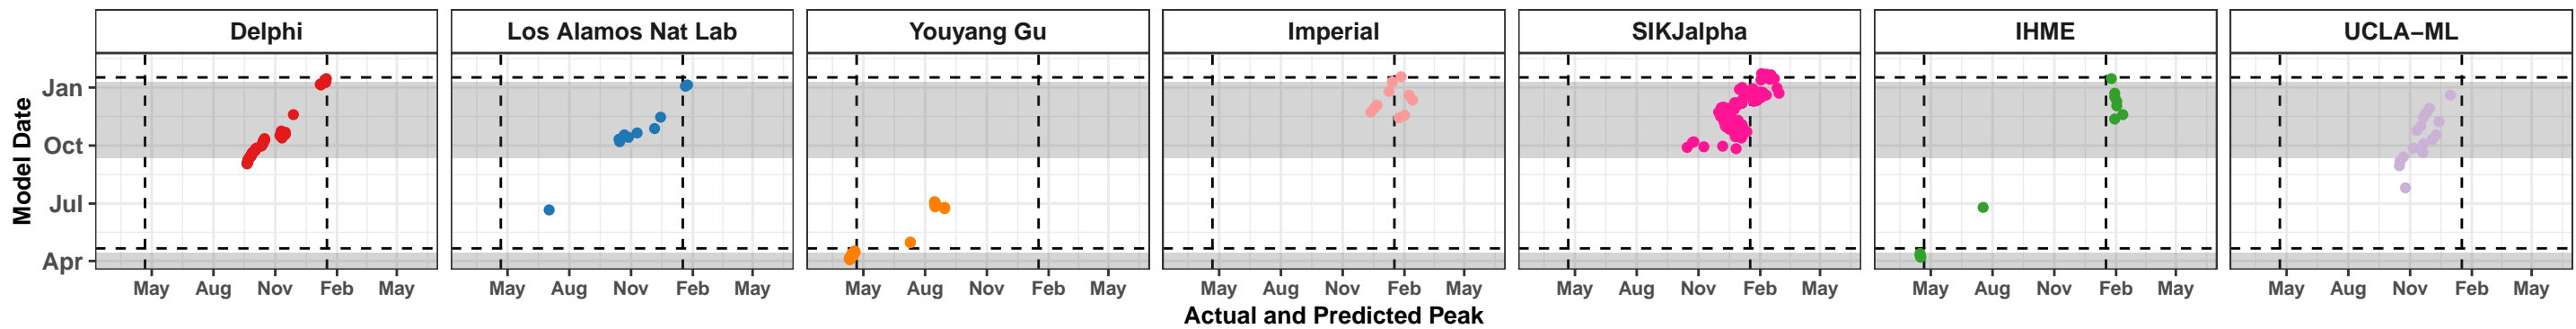 Delphi Los Alamos Nat Lab Youyang Gu Imperial SIKJalpha IHME UCLA−ML
Model Date
Jan
Oct
Jul
Apr
May Aug Nov Feb May May Aug Nov Feb May May Aug Nov Feb May May Aug Nov Feb May May Aug Nov Feb May May Aug Nov Feb May May Aug Nov Feb May
Actual and Predicted Peak